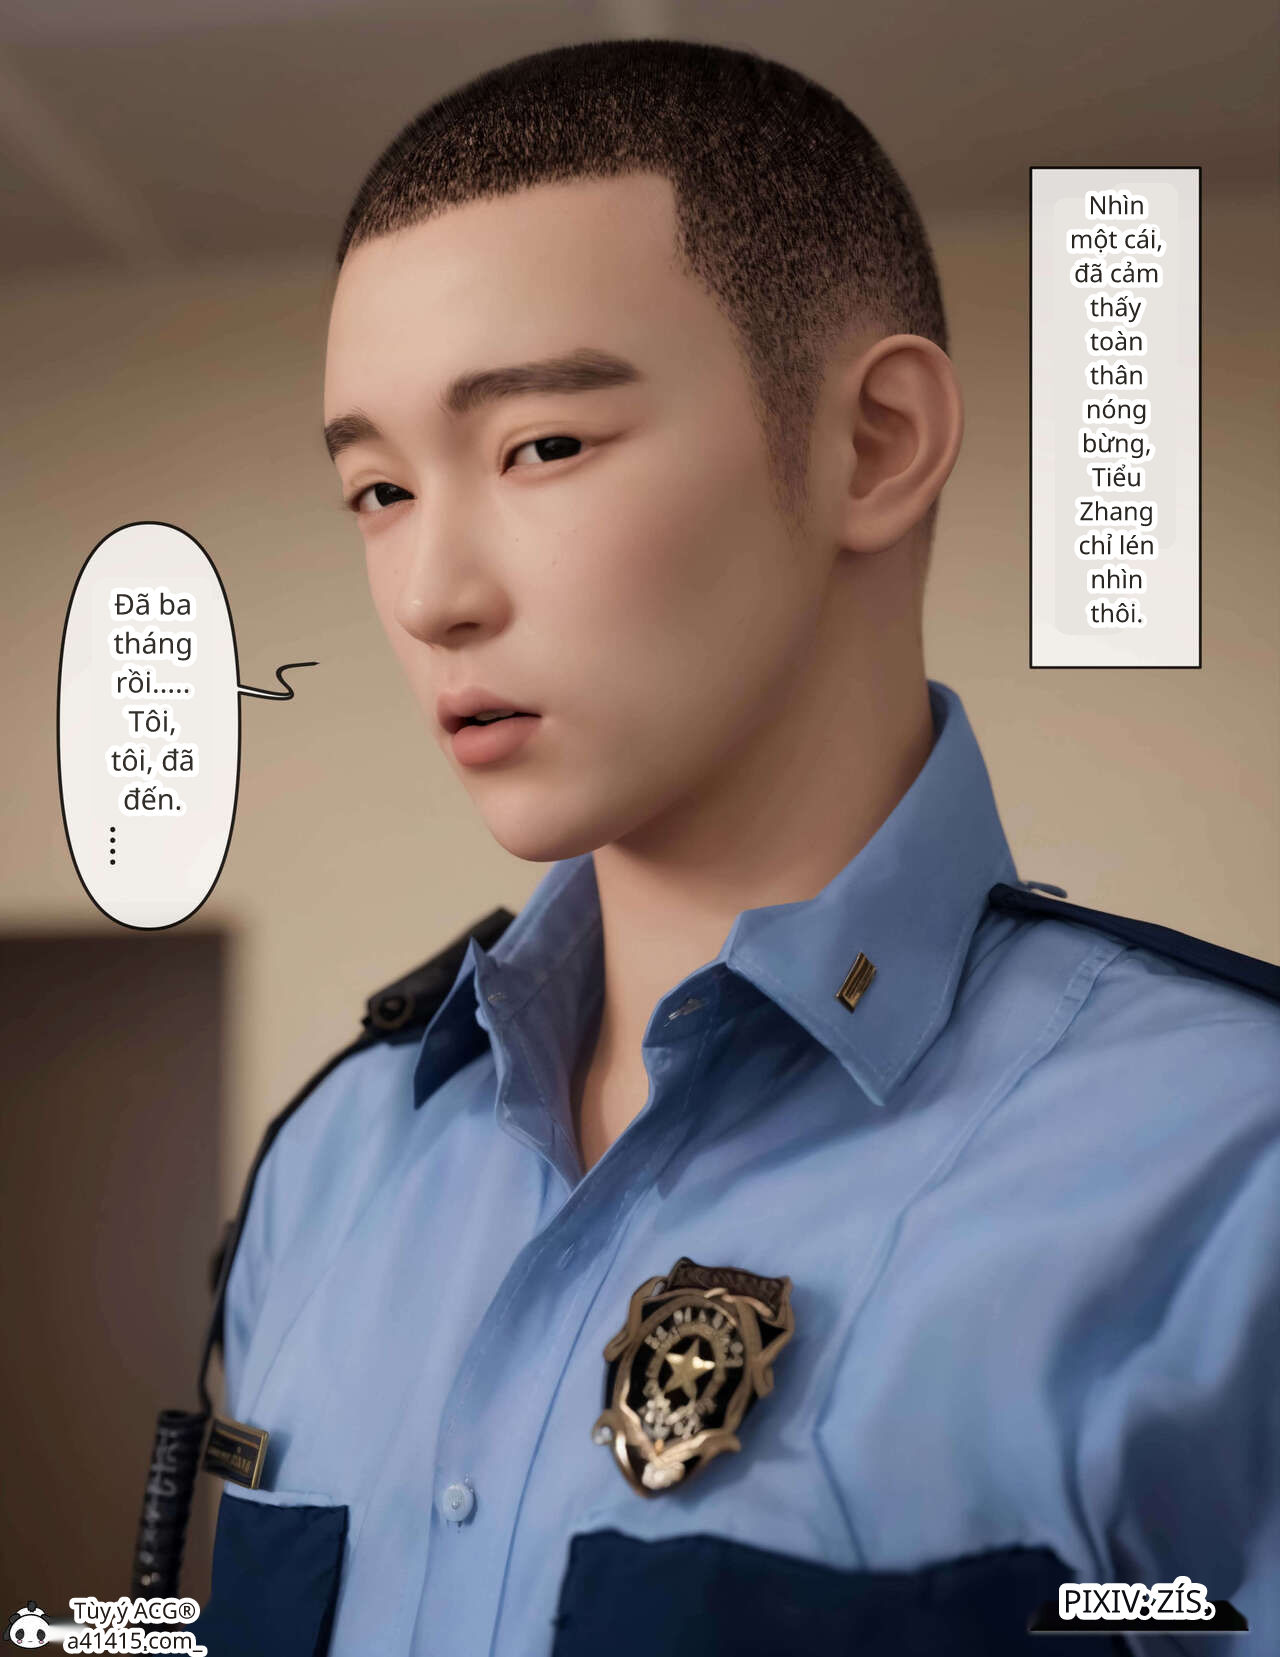 Nhìn
một cái,
đã cảm
thấy
toàn
thân
nóng
bừng,
Tiểu
Zhang
chỉ lén
nhìn
thôi.
Đã ba
tháng
rồi.....
Tôi,
tôi, đã
đến.
....
PIXIV: ZÍS.
Tùy ý ACG®
a41415.com_